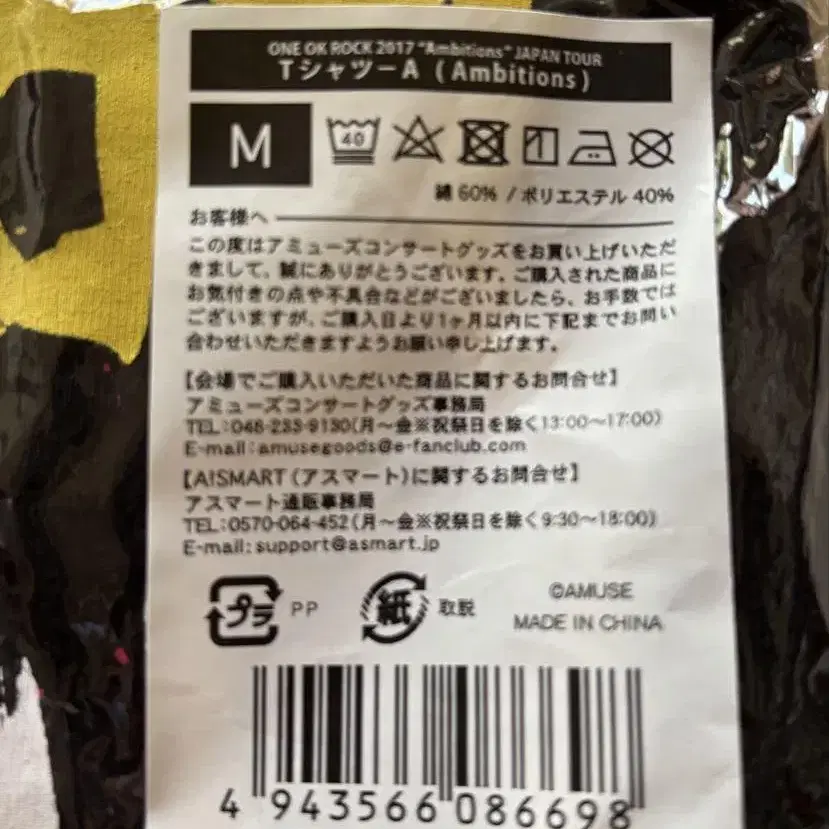 ONE OK ROCK 2017 "Ambitions" JAPAN TOUR
Tシャツ－A (Ambitions)
M
40
綿 60% / ポリエステル 40%
お客様へ
この度はアミューズコンサートグッズをお買い上げいただ
きまして、誠にありがとうございます。ご購入された商品に
お気付きの点や不具合などがございましたら、お手数では
ございますが、ご購入日より1ヶ月以内に下記までお問い
合わせいただきますようお願い申し上げます。
【会場でご購入いただいた商品に関するお問合せ】
アミューズコンサートグッズ事務局
TEL:048-233-9130(月～金※祝祭日を除く13:00～17:00)
E-mail:amusegoods@e-fanclub.com
【A!SMART(アスマート)に関するお問合せ】
アスマート通販事務局
TEL:0570-064-452(月～金※祝祭日を除く9:30～18:00)
E-mail:support@asmart.jp
プラ PP 紙 取説
©AMUSE
MADE IN CHINA
4 943566 086698